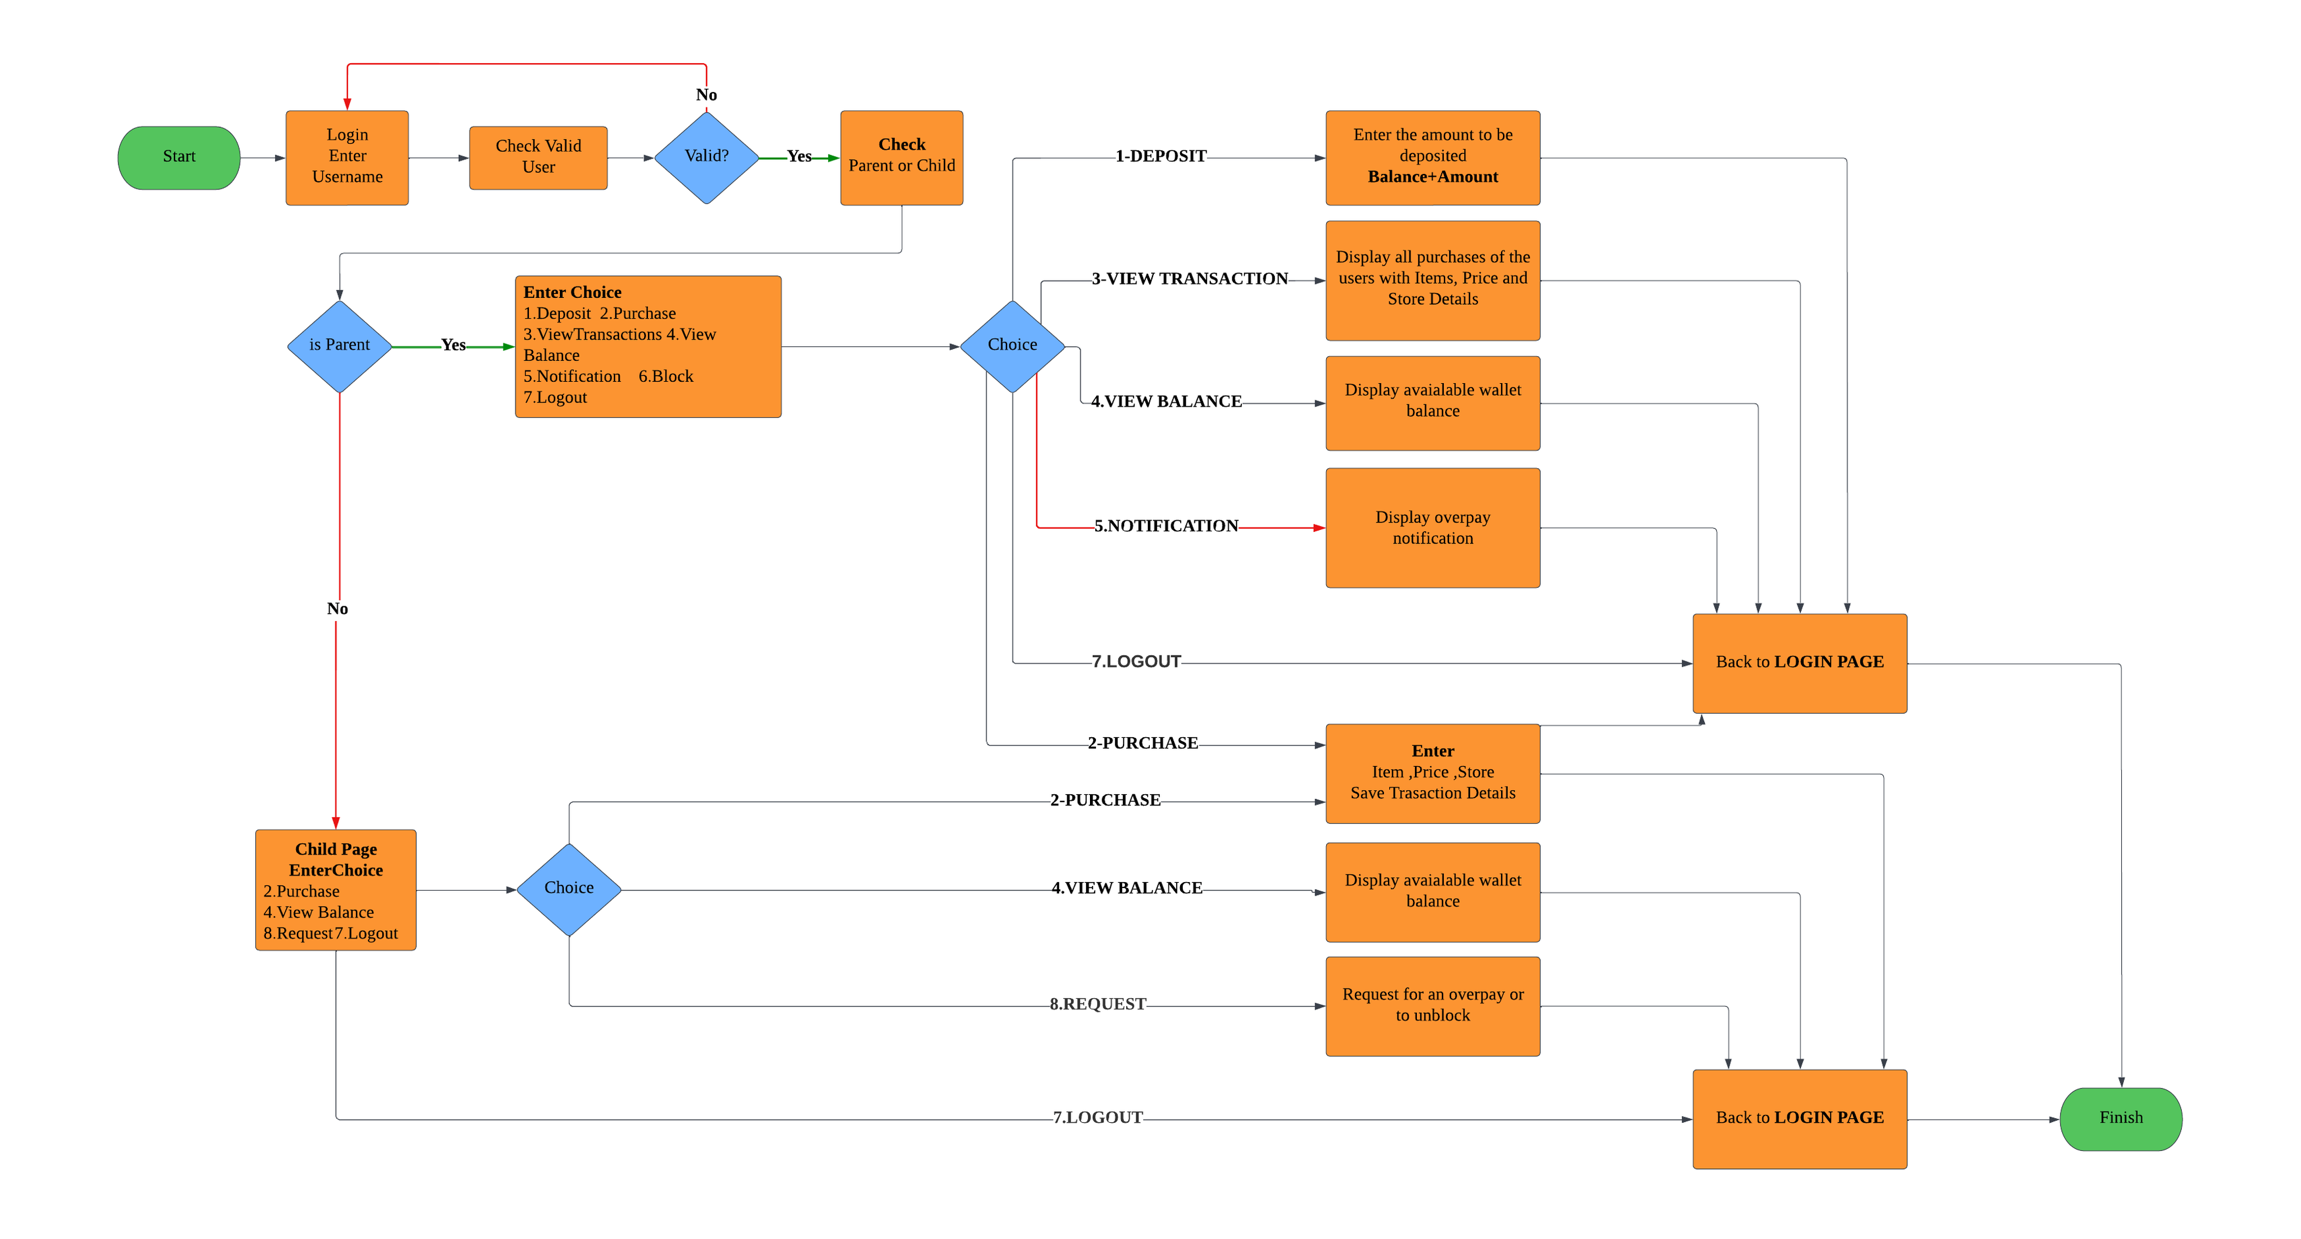 No
Start
Login
Enter
Username
Check Valid
User
Valid?
Yes
Check
Parent or Child
1-DEPOSIT
Enter the amount to be
deposited
Balance+Amount
3-VIEW TRANSACTION
Display all purchases of the
users with Items, Price and
Store Details
is Parent
Yes
Enter Choice
1.Deposit 2.Purchase
3.ViewTransactions 4.View
Balance
5.Notification 6.Block
7.Logout
Choice
4.VIEW BALANCE
Display avaialable wallet
balance
5.NOTIFICATION
Display overpay
notification
No
7.LOGOUT
Back to LOGIN PAGE
2-PURCHASE
Enter
Item ,Price ,Store
Save Trasaction Details
2-PURCHASE
Child Page
EnterChoice
2.Purchase
4.View Balance
8.Request7.Logout
Choice
4.VIEW BALANCE
Display avaialable wallet
balance
8.REQUEST
Request for an overpay or
to unblock
7.LOGOUT
Back to LOGIN PAGE
Finish